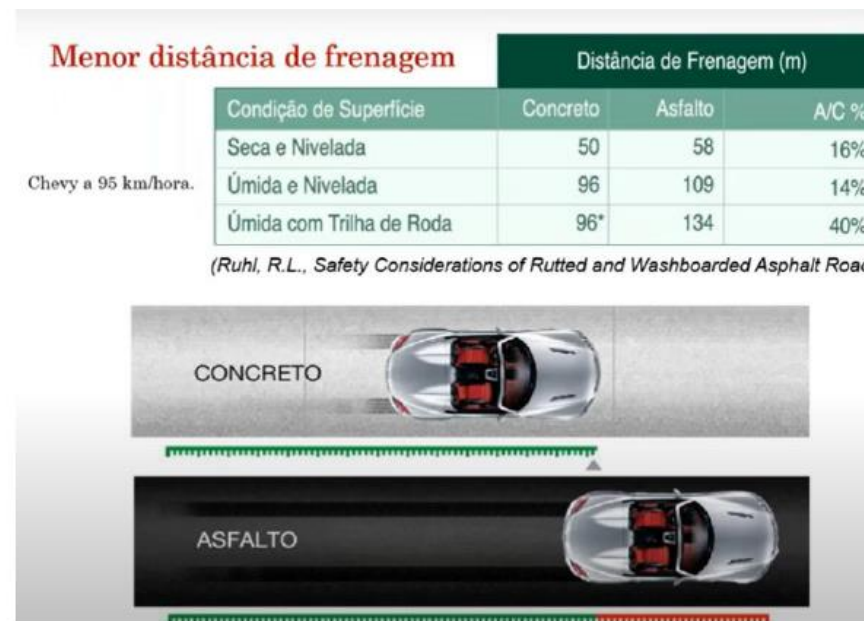 Menor distância de frenagem
Distância de Frenagem (m)
Condição de Superfície Concreto Asfalto A/C %
Seca e Nivelada 50 58 16%
Chevy a 95 km/hora.
Úmida e Nivelada 96 109 14%
Úmida com Trilha de Roda 96* 134 40%
(Ruhl, R.L., Safety Considerations of Rutted and Washboarded Asphalt Road
CONCRETO
ASFALTO